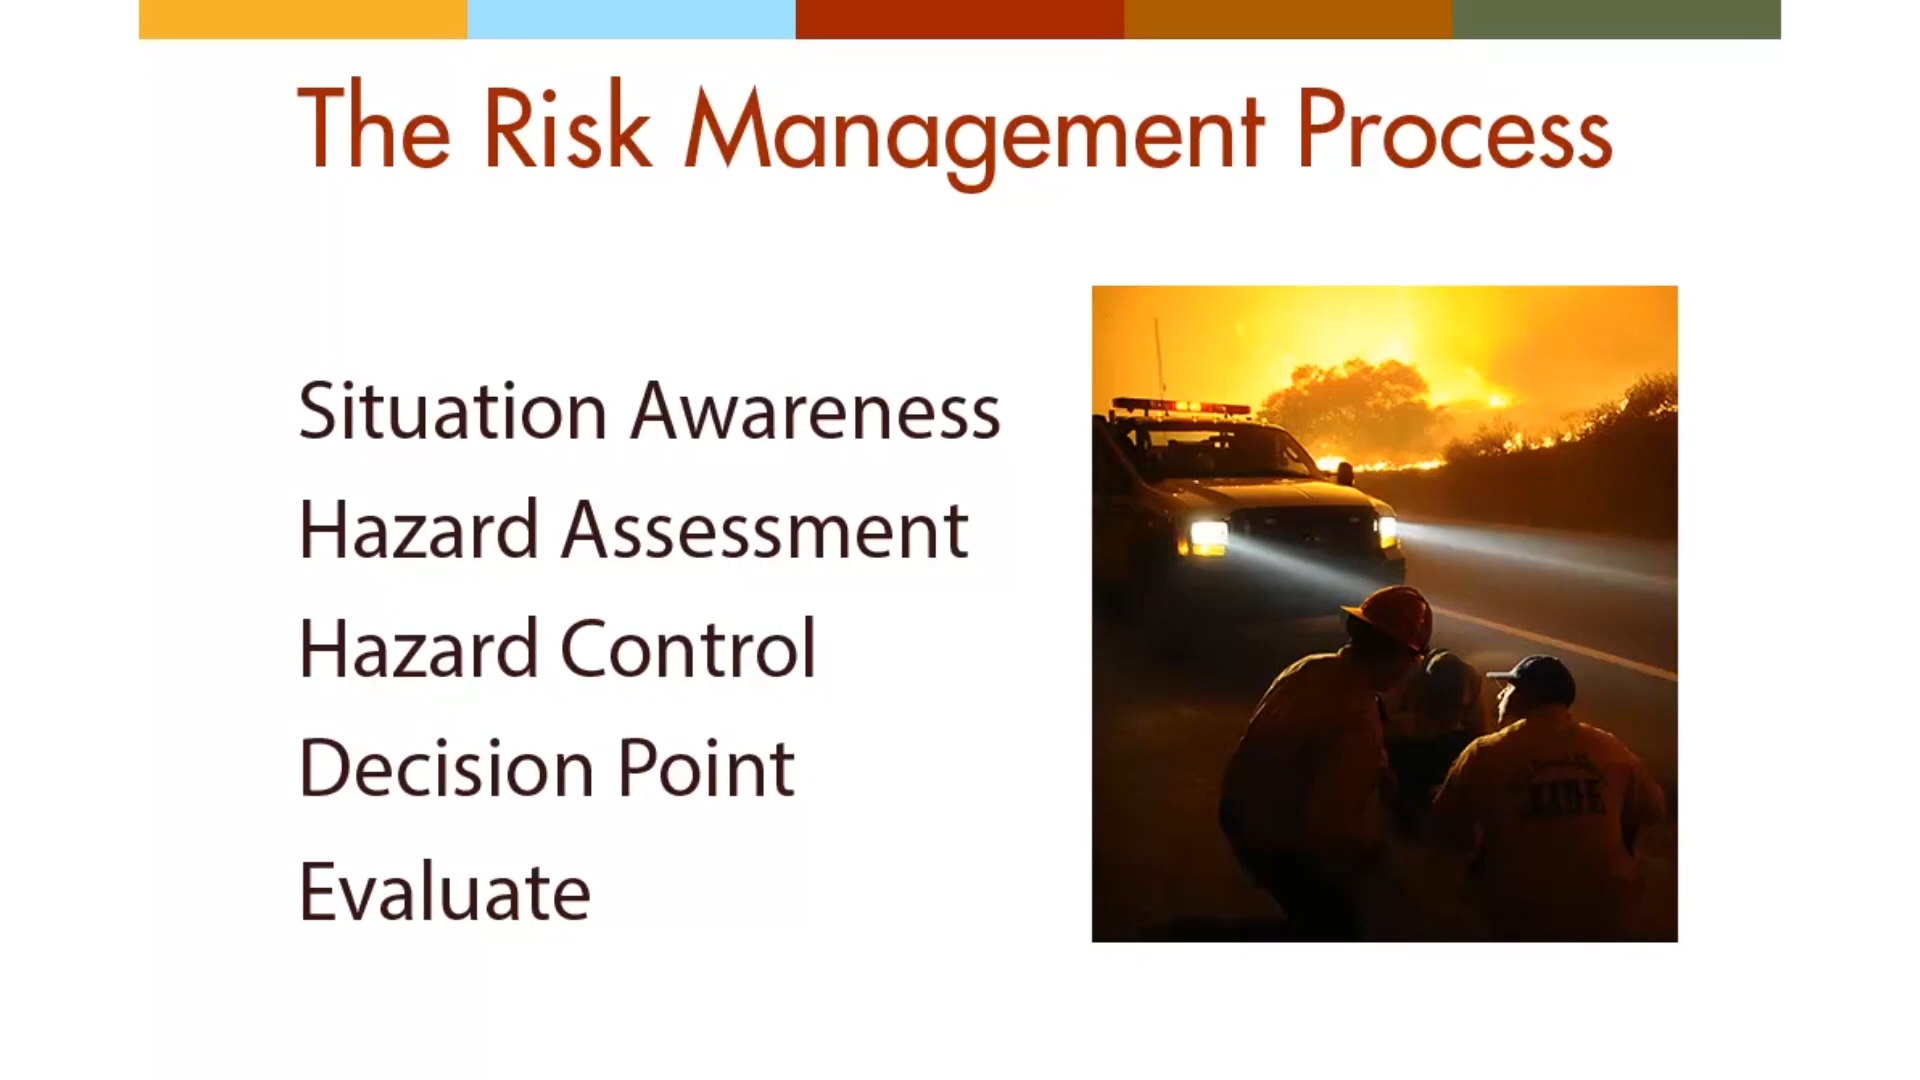 The Risk Management Process
Situation Awareness
Hazard Assessment
Hazard Control
Decision Point
Evaluate